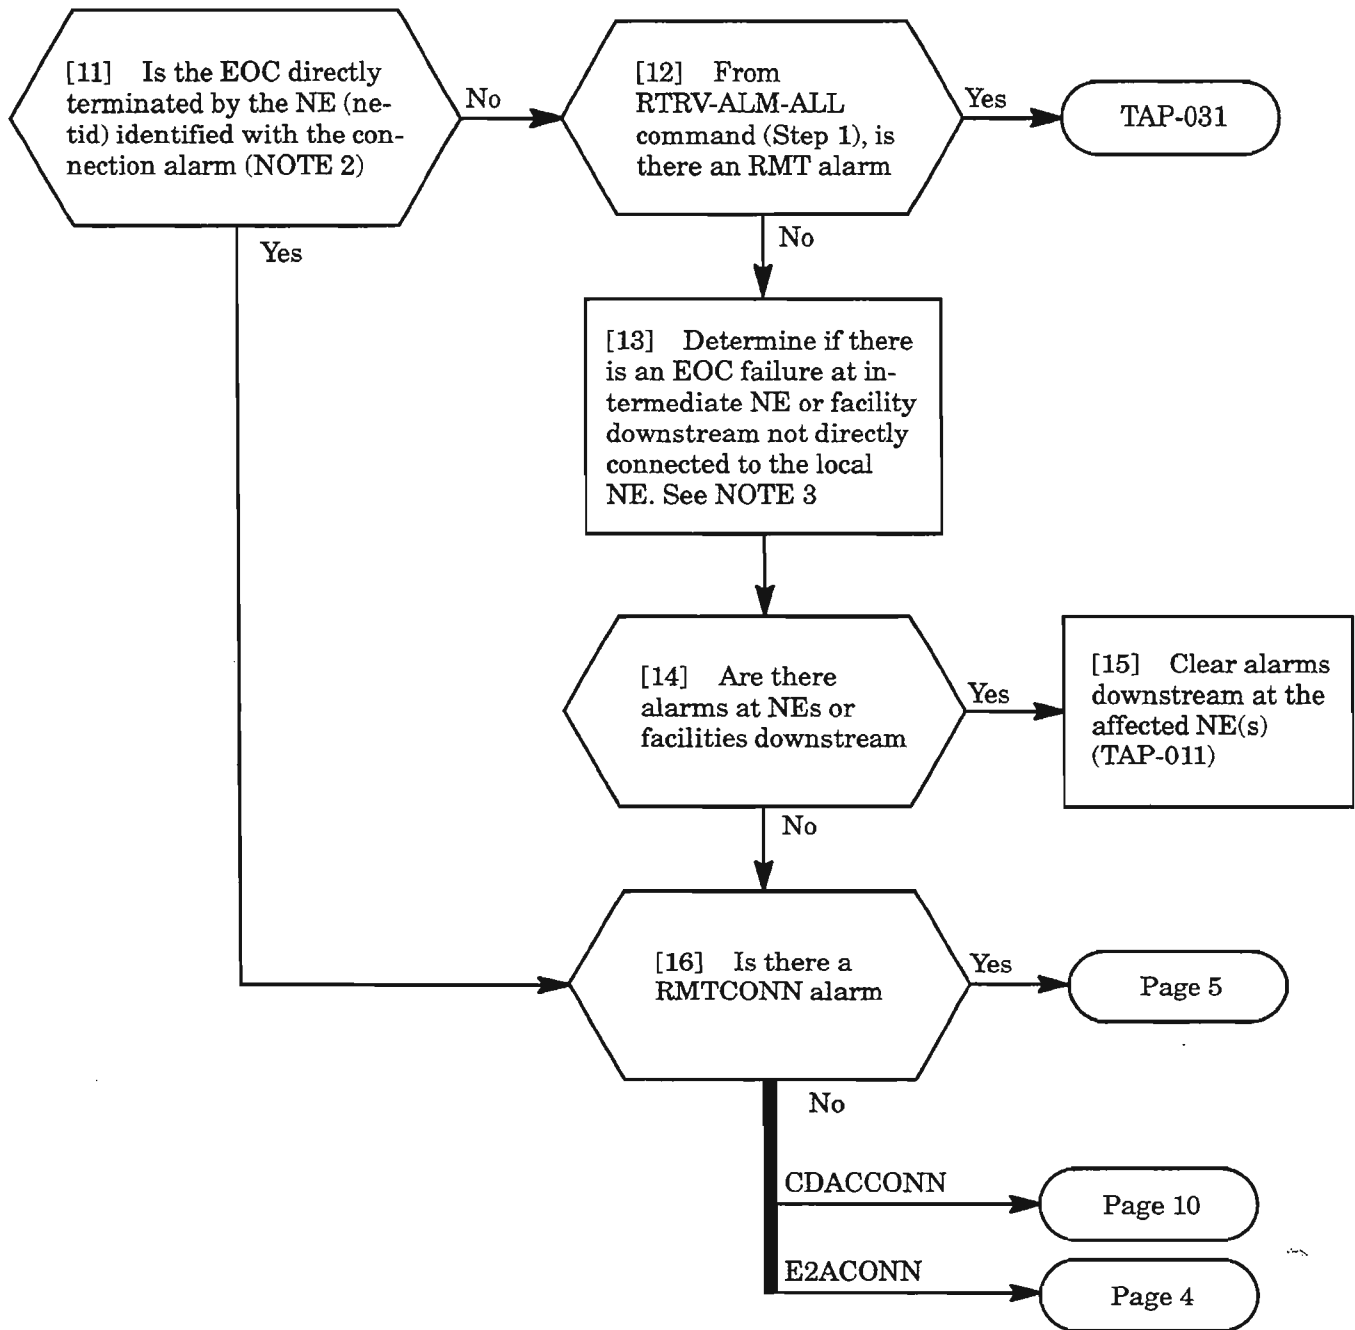 [11] Is the EOC directly
terminated by the NE (ne-
tid) identified with the con-
nection alarm (NOTE 2)
No
[12] From
RTRV-ALM-ALL
command (Step 1), is
there an RMT alarm
Yes
TAP-031
Yes
No
[13] Determine if there
is an EOC failure at in-
termediate NE or facility
downstream not directly
connected to the local
NE. See NOTE 3
[14] Are there
alarms at NEs or
facilities downstream
Yes
[15] Clear alarms
downstream at the
affected NE(s)
(TAP-011)
No
[16] Is there a
RMTCONN alarm
Yes
Page 5
No
CDACCONN
Page 10
E2ACONN
Page 4